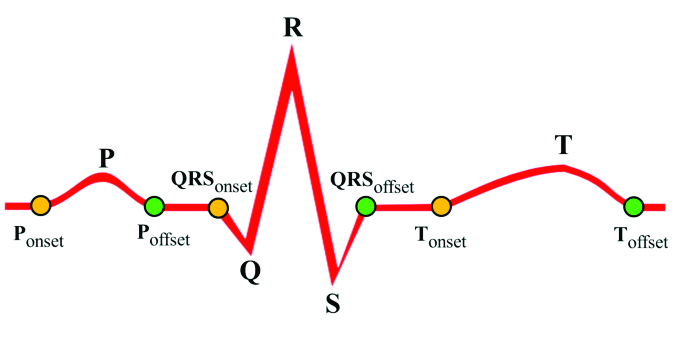 R
P
T
QRSonset
QRSoffset
Ponset
Poffset
Tonset
Toffset
Q
S